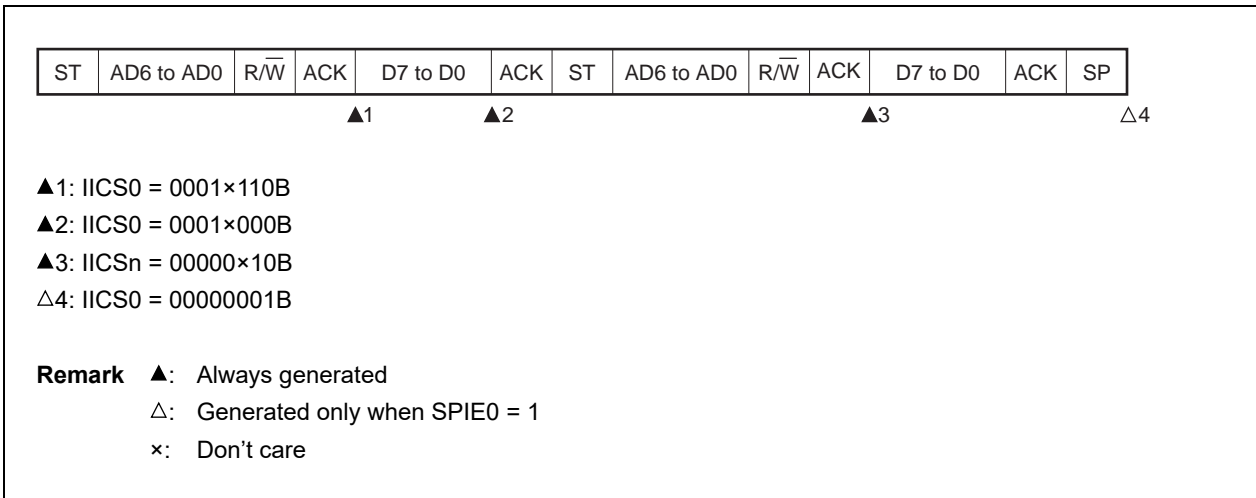 ST AD6 to AD0 R/W̅ ACK D7 to D0 ACK ST AD6 to AD0 R/W̅ ACK D7 to D0 ACK SP
▲1 ▲2 ▲3 △4
▲1: IICS0 = 0001×110B
▲2: IICS0 = 0001×000B
▲3: IICSn = 00000×10B
△4: IICS0 = 00000001B
Remark ▲: Always generated
△: Generated only when SPIE0 = 1
×: Don’t care